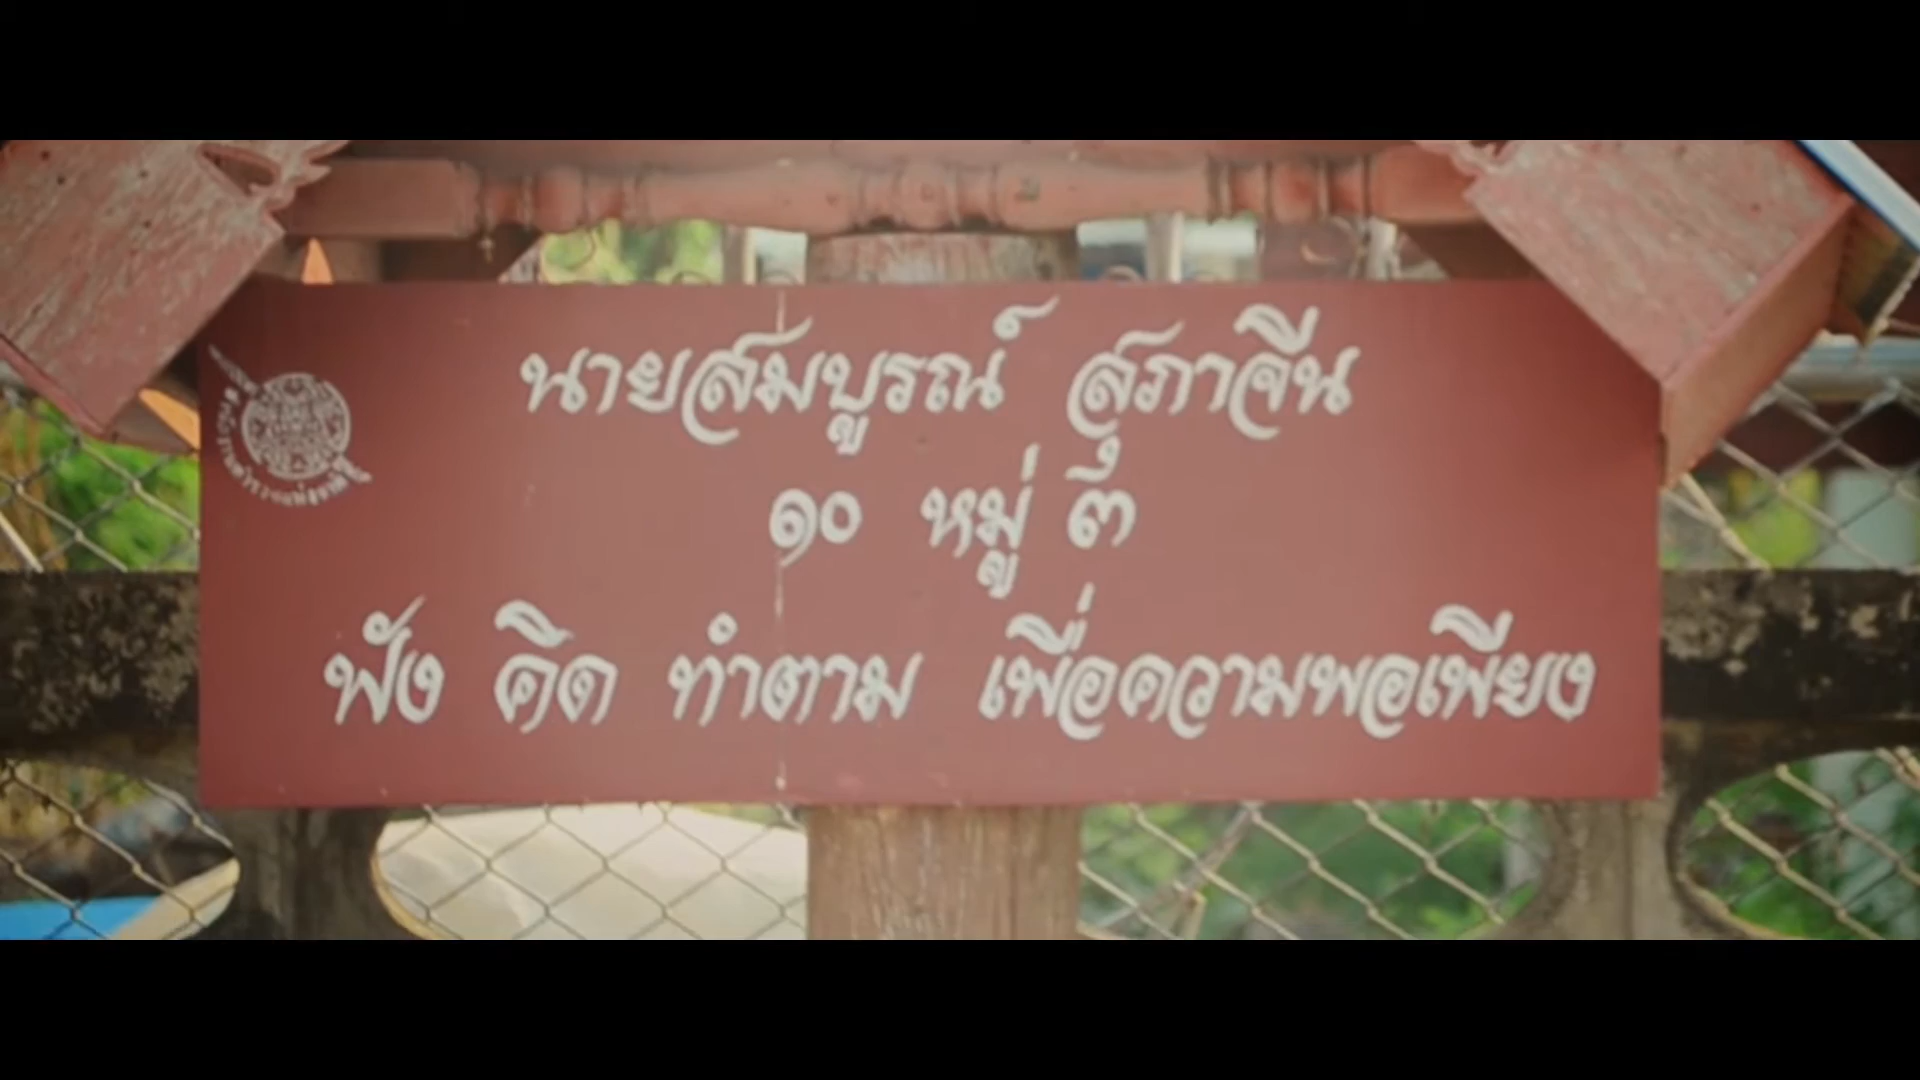 นายสมบูรณ์ สุภาจีน
๑๐ หมู่ ๓
ฟัง คิด ทำตาม เพื่อความพอเพียง